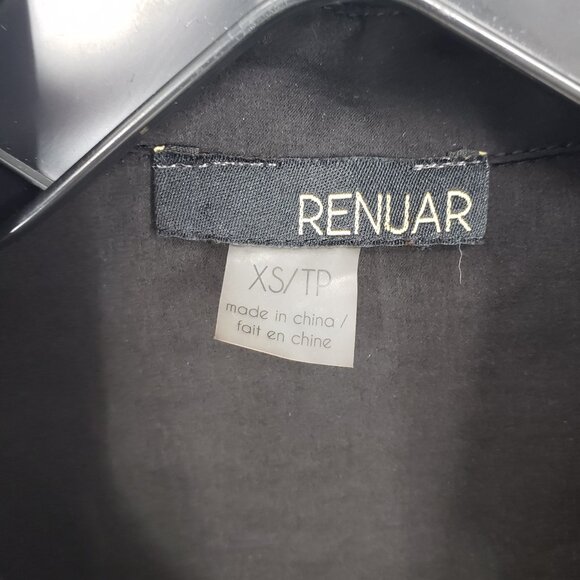 RENUAR
XS/TP
made in china /
fait en chine